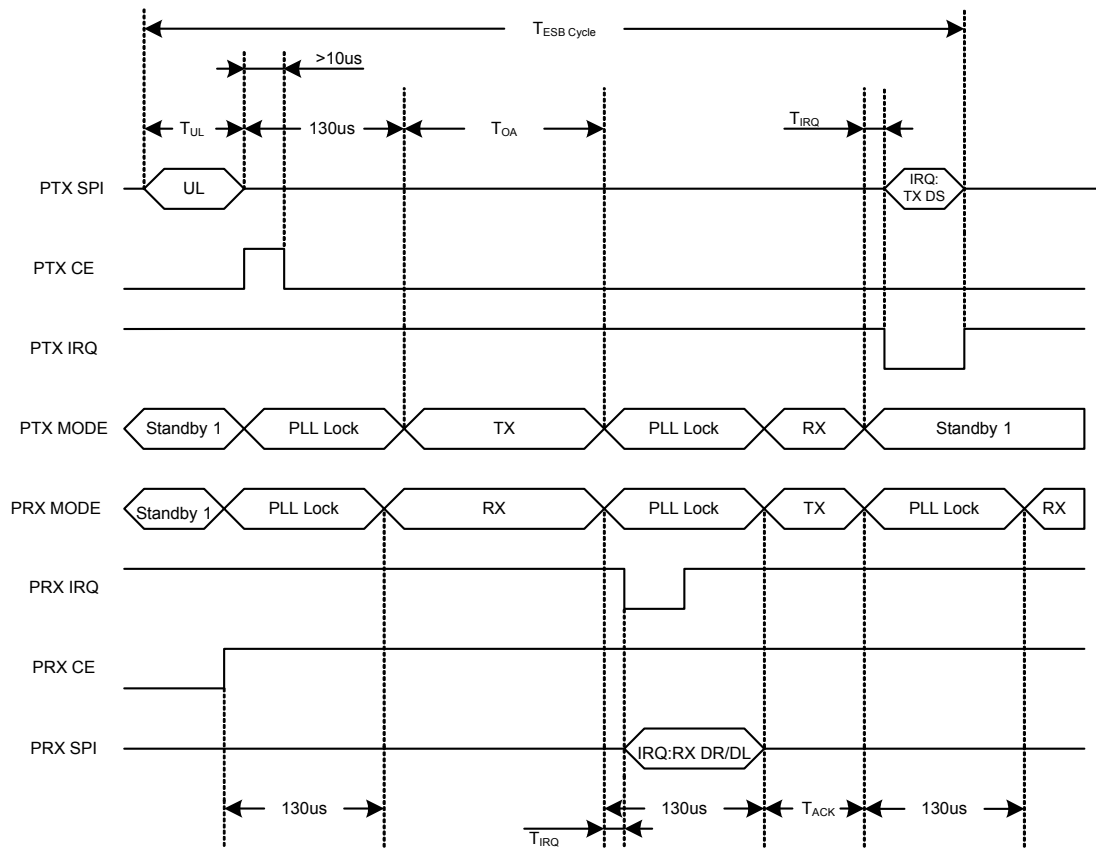 TESB Cycle
>10us
TUL 130us TOA TIRQ
PTX SPI UL IRQ:
TX DS
PTX CE
PTX IRQ
PTX MODE Standby 1 PLL Lock TX PLL Lock RX Standby 1
PRX MODE Standby 1 PLL Lock RX PLL Lock TX PLL Lock RX
PRX IRQ
PRX CE
PRX SPI IRQ:RX DR/DL
130us 130us TACK 130us
TIRQ